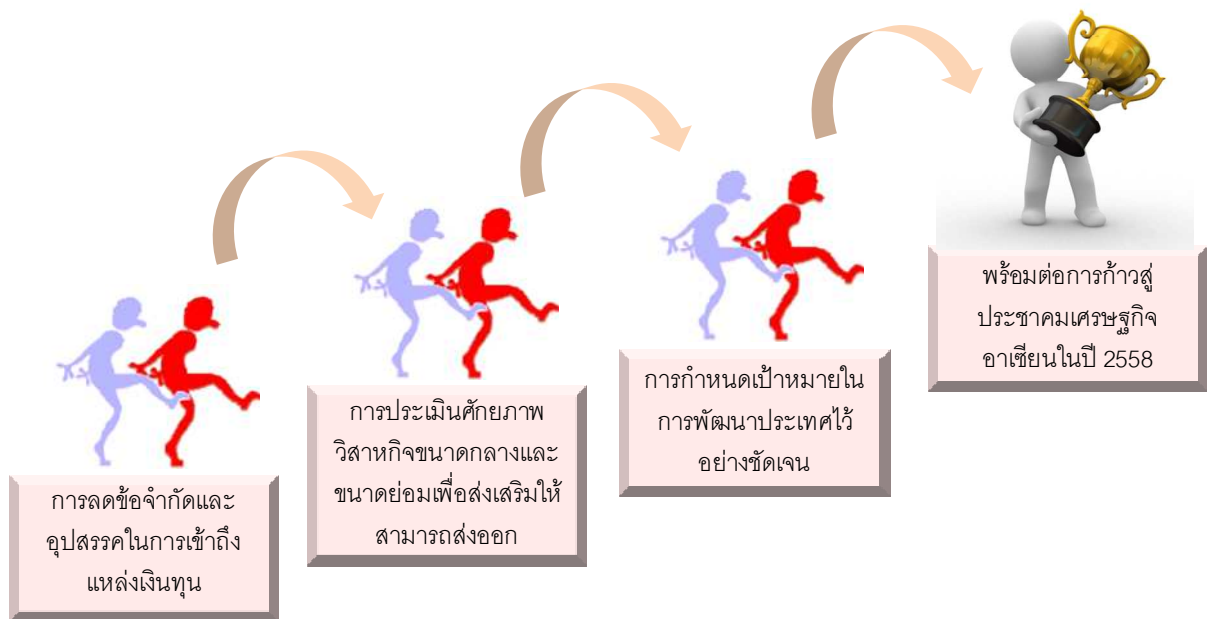 การลดข้อจำกัดและ
อุปสรรคในการเข้าถึง
แหล่งเงินทุน
การประเมินศักยภาพ
วิสาหกิจขนาดกลางและ
ขนาดย่อมเพื่อส่งเสริมให้
สามารถส่งออก
การกำหนดเป้าหมายใน
การพัฒนาประเทศไว้
อย่างชัดเจน
พร้อมต่อการก้าวสู่
ประชาคมเศรษฐกิจ
อาเซียนในปี 2558